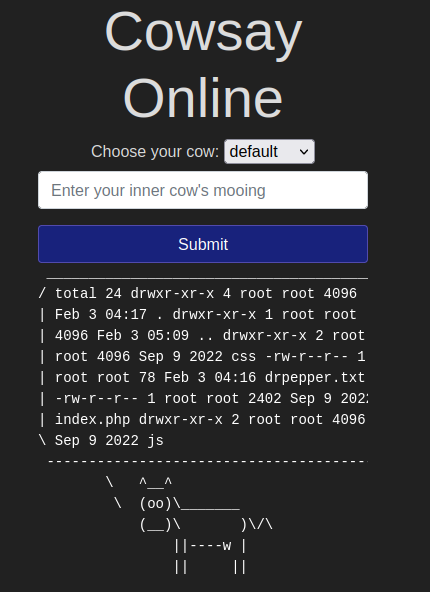 Cowsay
Online
Choose your cow: default
Enter your inner cow's mooing
Submit
 _______________________________________
/ total 24 drwxr-xr-x 4 root root 4096
| Feb 3 04:17 . drwxr-xr-x 1 root root
| 4096 Feb 3 05:09 .. drwxr-xr-x 2 root
| root 4096 Sep 9 2022 css -rw-r--r-- 1
| root root 78 Feb 3 04:16 drpepper.txt
| -rw-r--r-- 1 root root 2402 Sep 9 2022
| index.php drwxr-xr-x 2 root root 4096
\ Sep 9 2022 js
 ---------------------------------------
        \   ^__^
         \  (oo)\_______
            (__)\       )\/\
                ||----w |
                ||     ||